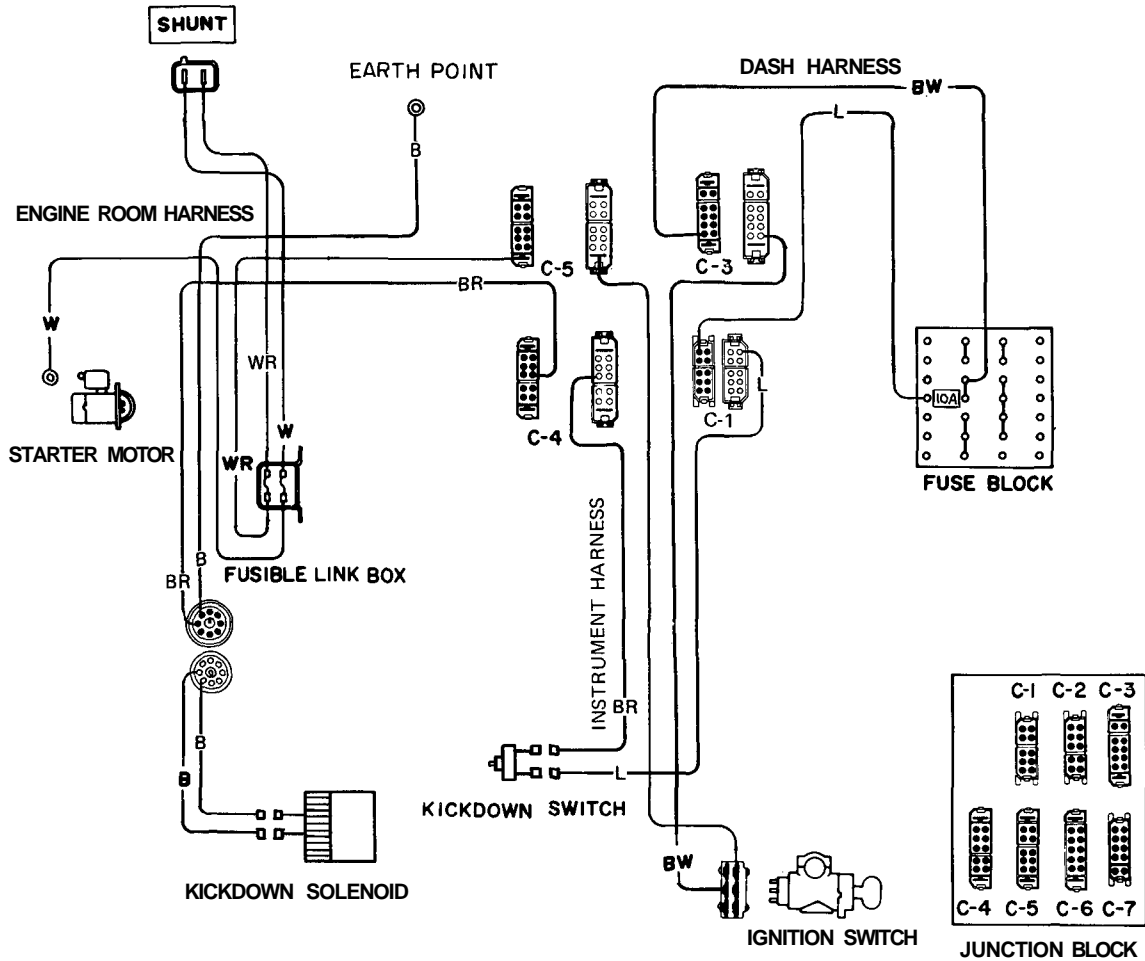 SHUNT
EARTH POINT
DASH HARNESS
BW
L
B
ENGINE ROOM HARNESS
C-5
C-3
BR
W
WR
L
10A
STARTER MOTOR
W
C-4
C-1
WR
FUSE BLOCK
B
BR
FUSIBLE LINK BOX
INSTRUMENT HARNESS
C-1 C-2 C-3
BR
B
L
B
KICKDOWN SWITCH
BW
KICKDOWN SOLENOID
C-4 C-5 C-6 C-7
IGNITION SWITCH
JUNCTION BLOCK